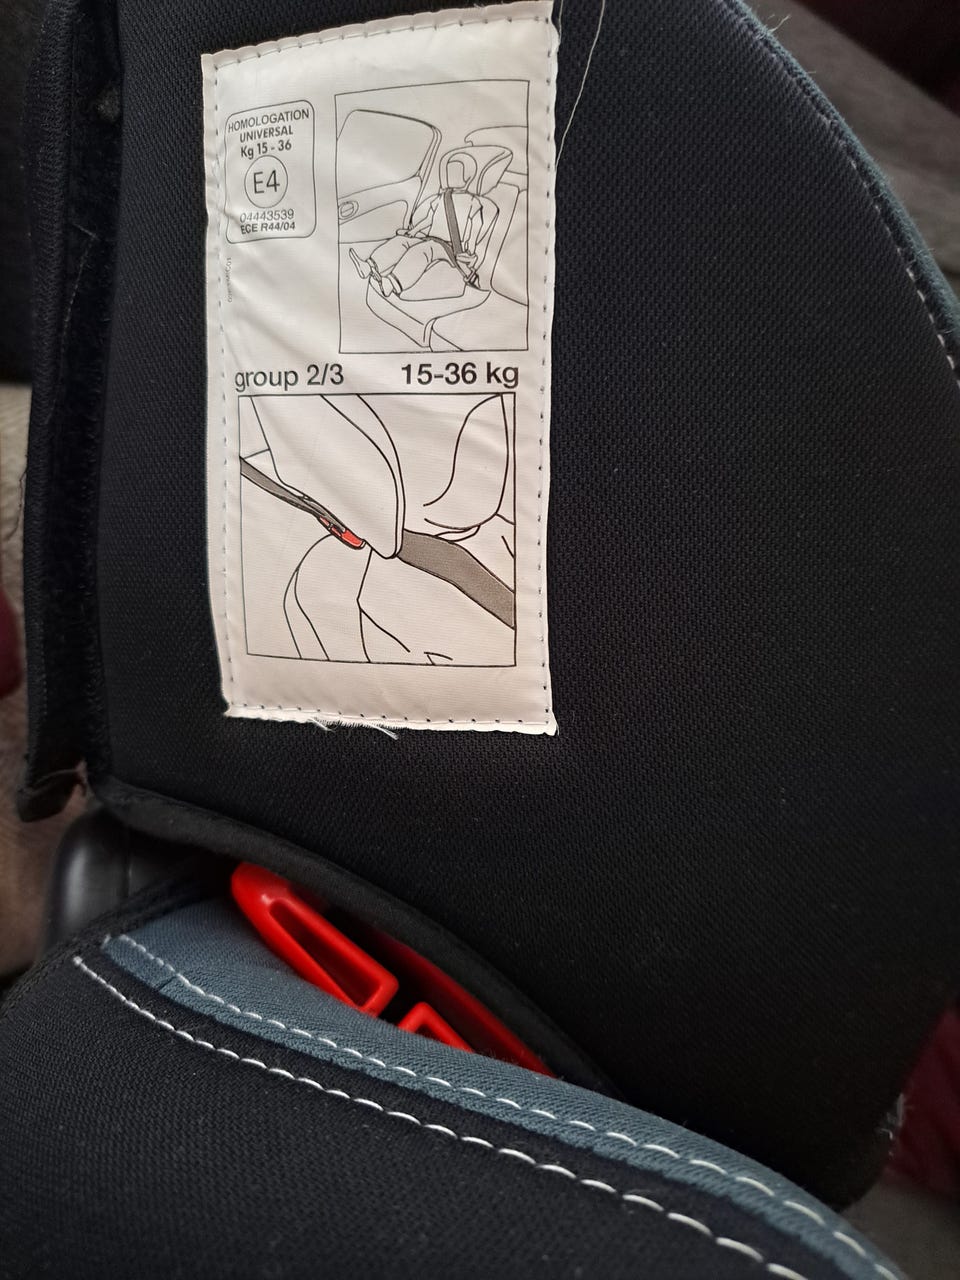 HOMOLOGATION
UNIVERSAL
Kg 15 - 36
E4
04443539
ECE R44/04
group 2/3 15-36 kg